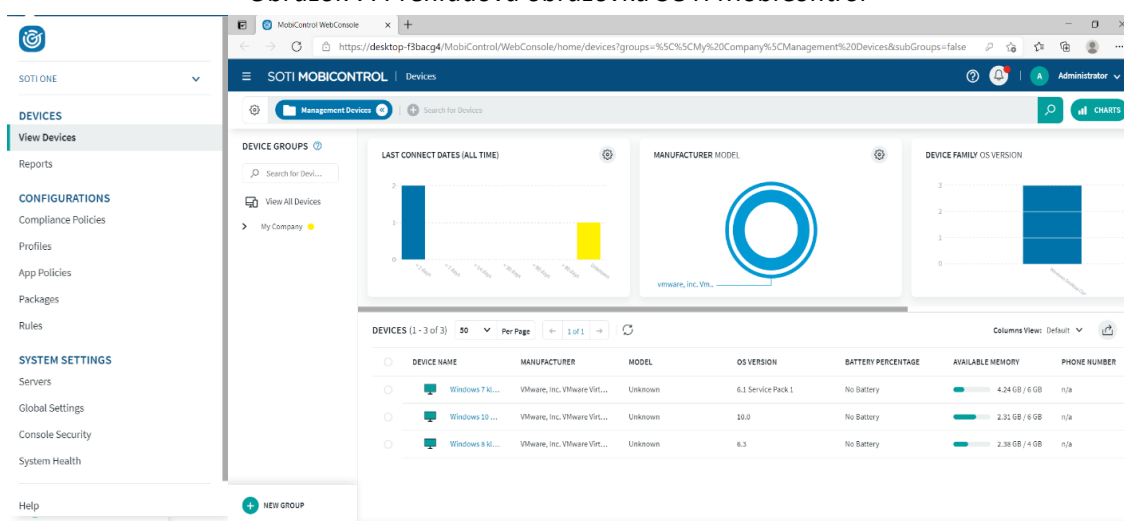 SOTI ONE
DEVICES
View Devices
Reports
CONFIGURATIONS
Compliance Policies
Profiles
App Policies
Packages
Rules
SYSTEM SETTINGS
Servers
Global Settings
Console Security
System Health
Help
MobiControl WebConsole
https://desktop-f3bacg4/MobiControl/WebConsole/home/devices?groups=%5C%5CMy%20Company%5CManagement%20Devices&subGroups=false
SOTI MOBICONTROL | Devices
A Administrator
Management Devices
Search for Devices
CHARTS
DEVICE GROUPS
Search for Devi...
View All Devices
My Company
NEW GROUP
LAST CONNECT DATES (ALL TIME)
2
1
0
MANUFACTURER MODEL
vmware, inc. Vm...
DEVICE FAMILY OS VERSION
3
2
1
0
DEVICES (1 - 3 of 3) 50 Per Page 1 of 1
Columns View: Default
DEVICE NAME MANUFACTURER MODEL OS VERSION BATTERY PERCENTAGE AVAILABLE MEMORY PHONE NUMBER
Windows 7 kl... VMware, Inc. VMware Virt... Unknown 6.1 Service Pack 1 No Battery 4.24 GB / 6 GB n/a
Windows 10 ... VMware, Inc. VMware Virt... Unknown 10.0 No Battery 2.31 GB / 6 GB n/a
Windows 8 kl... VMware, Inc. VMware Virt... Unknown 6.3 No Battery 2.38 GB / 4 GB n/a